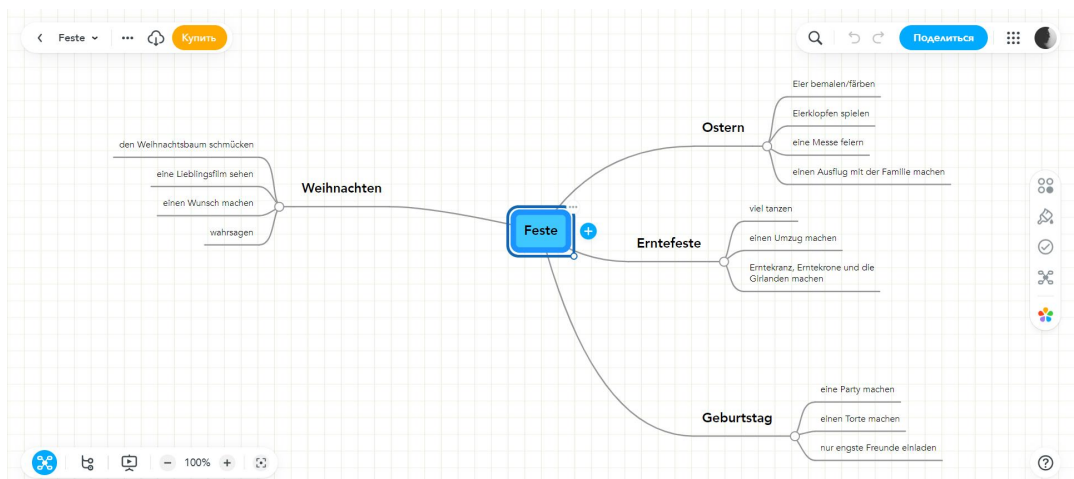 Feste
Купить
Поделиться
den Weihnachtsbaum schmücken
eine Lieblingsfilm sehen
einen Wunsch machen
wahrsagen
Weihnachten
Feste
Ostern
Eier bemalen/färben
Eierklopfen spielen
eine Messe feiern
einen Ausflug mit der Familie machen
Erntefeste
viel tanzen
einen Umzug machen
Erntekranz, Erntekrone und die
Girlanden machen
Geburtstag
eine Party machen
einen Torte machen
nur engste Freunde einladen
100%